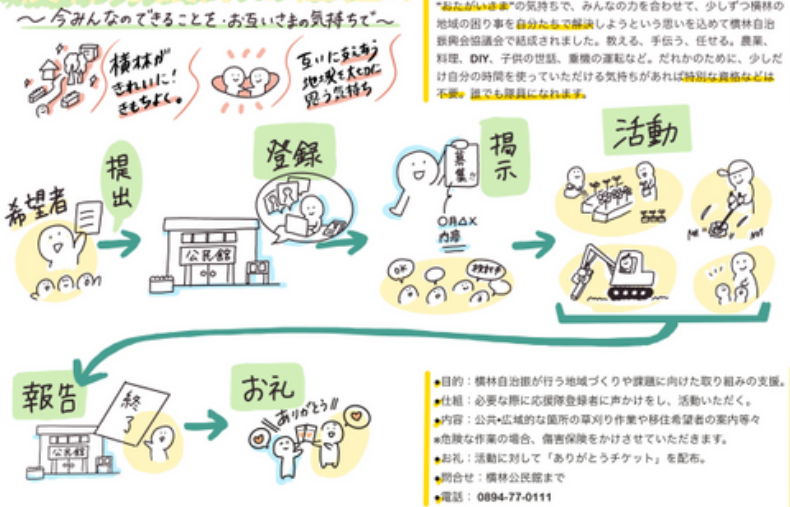 ～今みんなのできることを・お互いさまの気持ちで～
横林が
きれいに！
きもちよく。
互いに支え合う
地域を大切に
思う気持ち
"おたがいさま"の気持ちで、みんなの力を合わせて、少しずつ横林の
地域の困り事を自分たちで解決しようという思いを込めて横林自治
振興会協議会で結成されました。教える、手伝う、任せる。農業、
料理、DIY、子供の世話、重機の運転など。だれかのために、少しだ
け自分の時間を使っていただける気持ちがあれば特別な資格などは
不要。誰でも隊員になれます。
希望者
提出
登録
公民館
掲示
募集
○月△×
内容
OK
活動
報告
終了
公民館
お礼
ありがとう！
●目的：横林自治振が行う地域づくりや課題に向けた取り組みの支援。
●仕組：必要な際に応援隊登録者に声かけをし、活動いただく。
●内容：公共・広域的な箇所の草刈り作業や移住希望者の案内等々
※危険な作業の場合、傷害保険をかけさせていただきます。
●お礼：活動に対して「ありがとうチケット」を配布。
●問合せ：横林公民館まで
●電話： 0894-77-0111